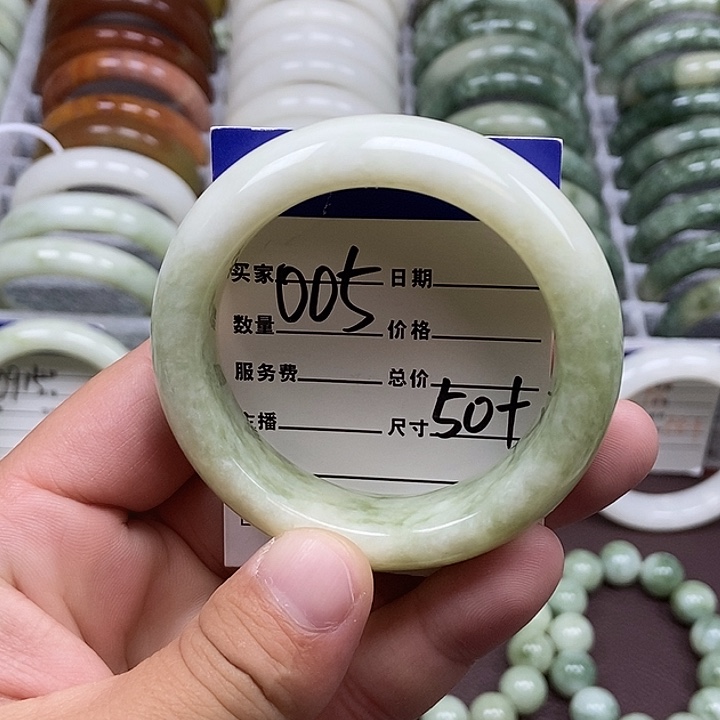 买家 005 日期
数量 价格
服务费 总价
主播 尺寸 50+